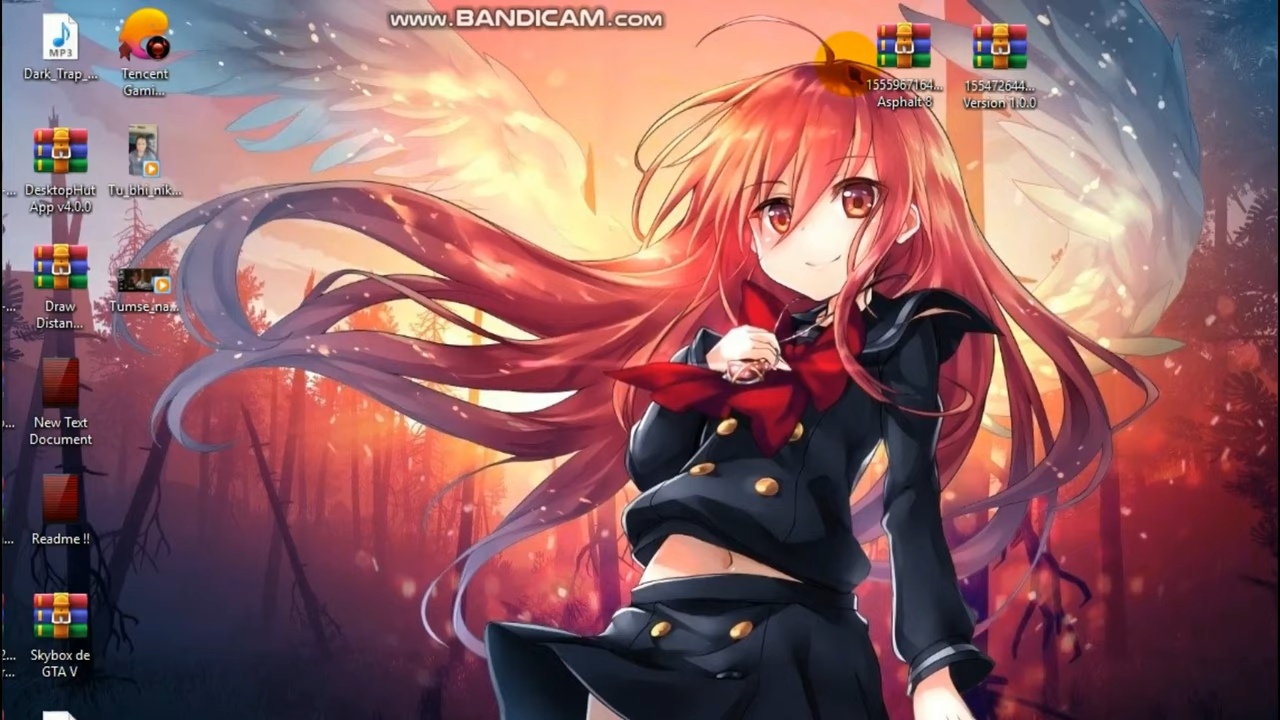 www.BANDICAM.com
MP3
Dark_Trap_...
Tencent
Gami...
1555967164...
Asphalt 8
155472644...
Version 1.0.0
DesktopHut
App v4.0.0
Tu_bhi_nik...
Draw
Distan...
Tumse_na...
New Text
Document
Readme !!
Skybox de
GTA V